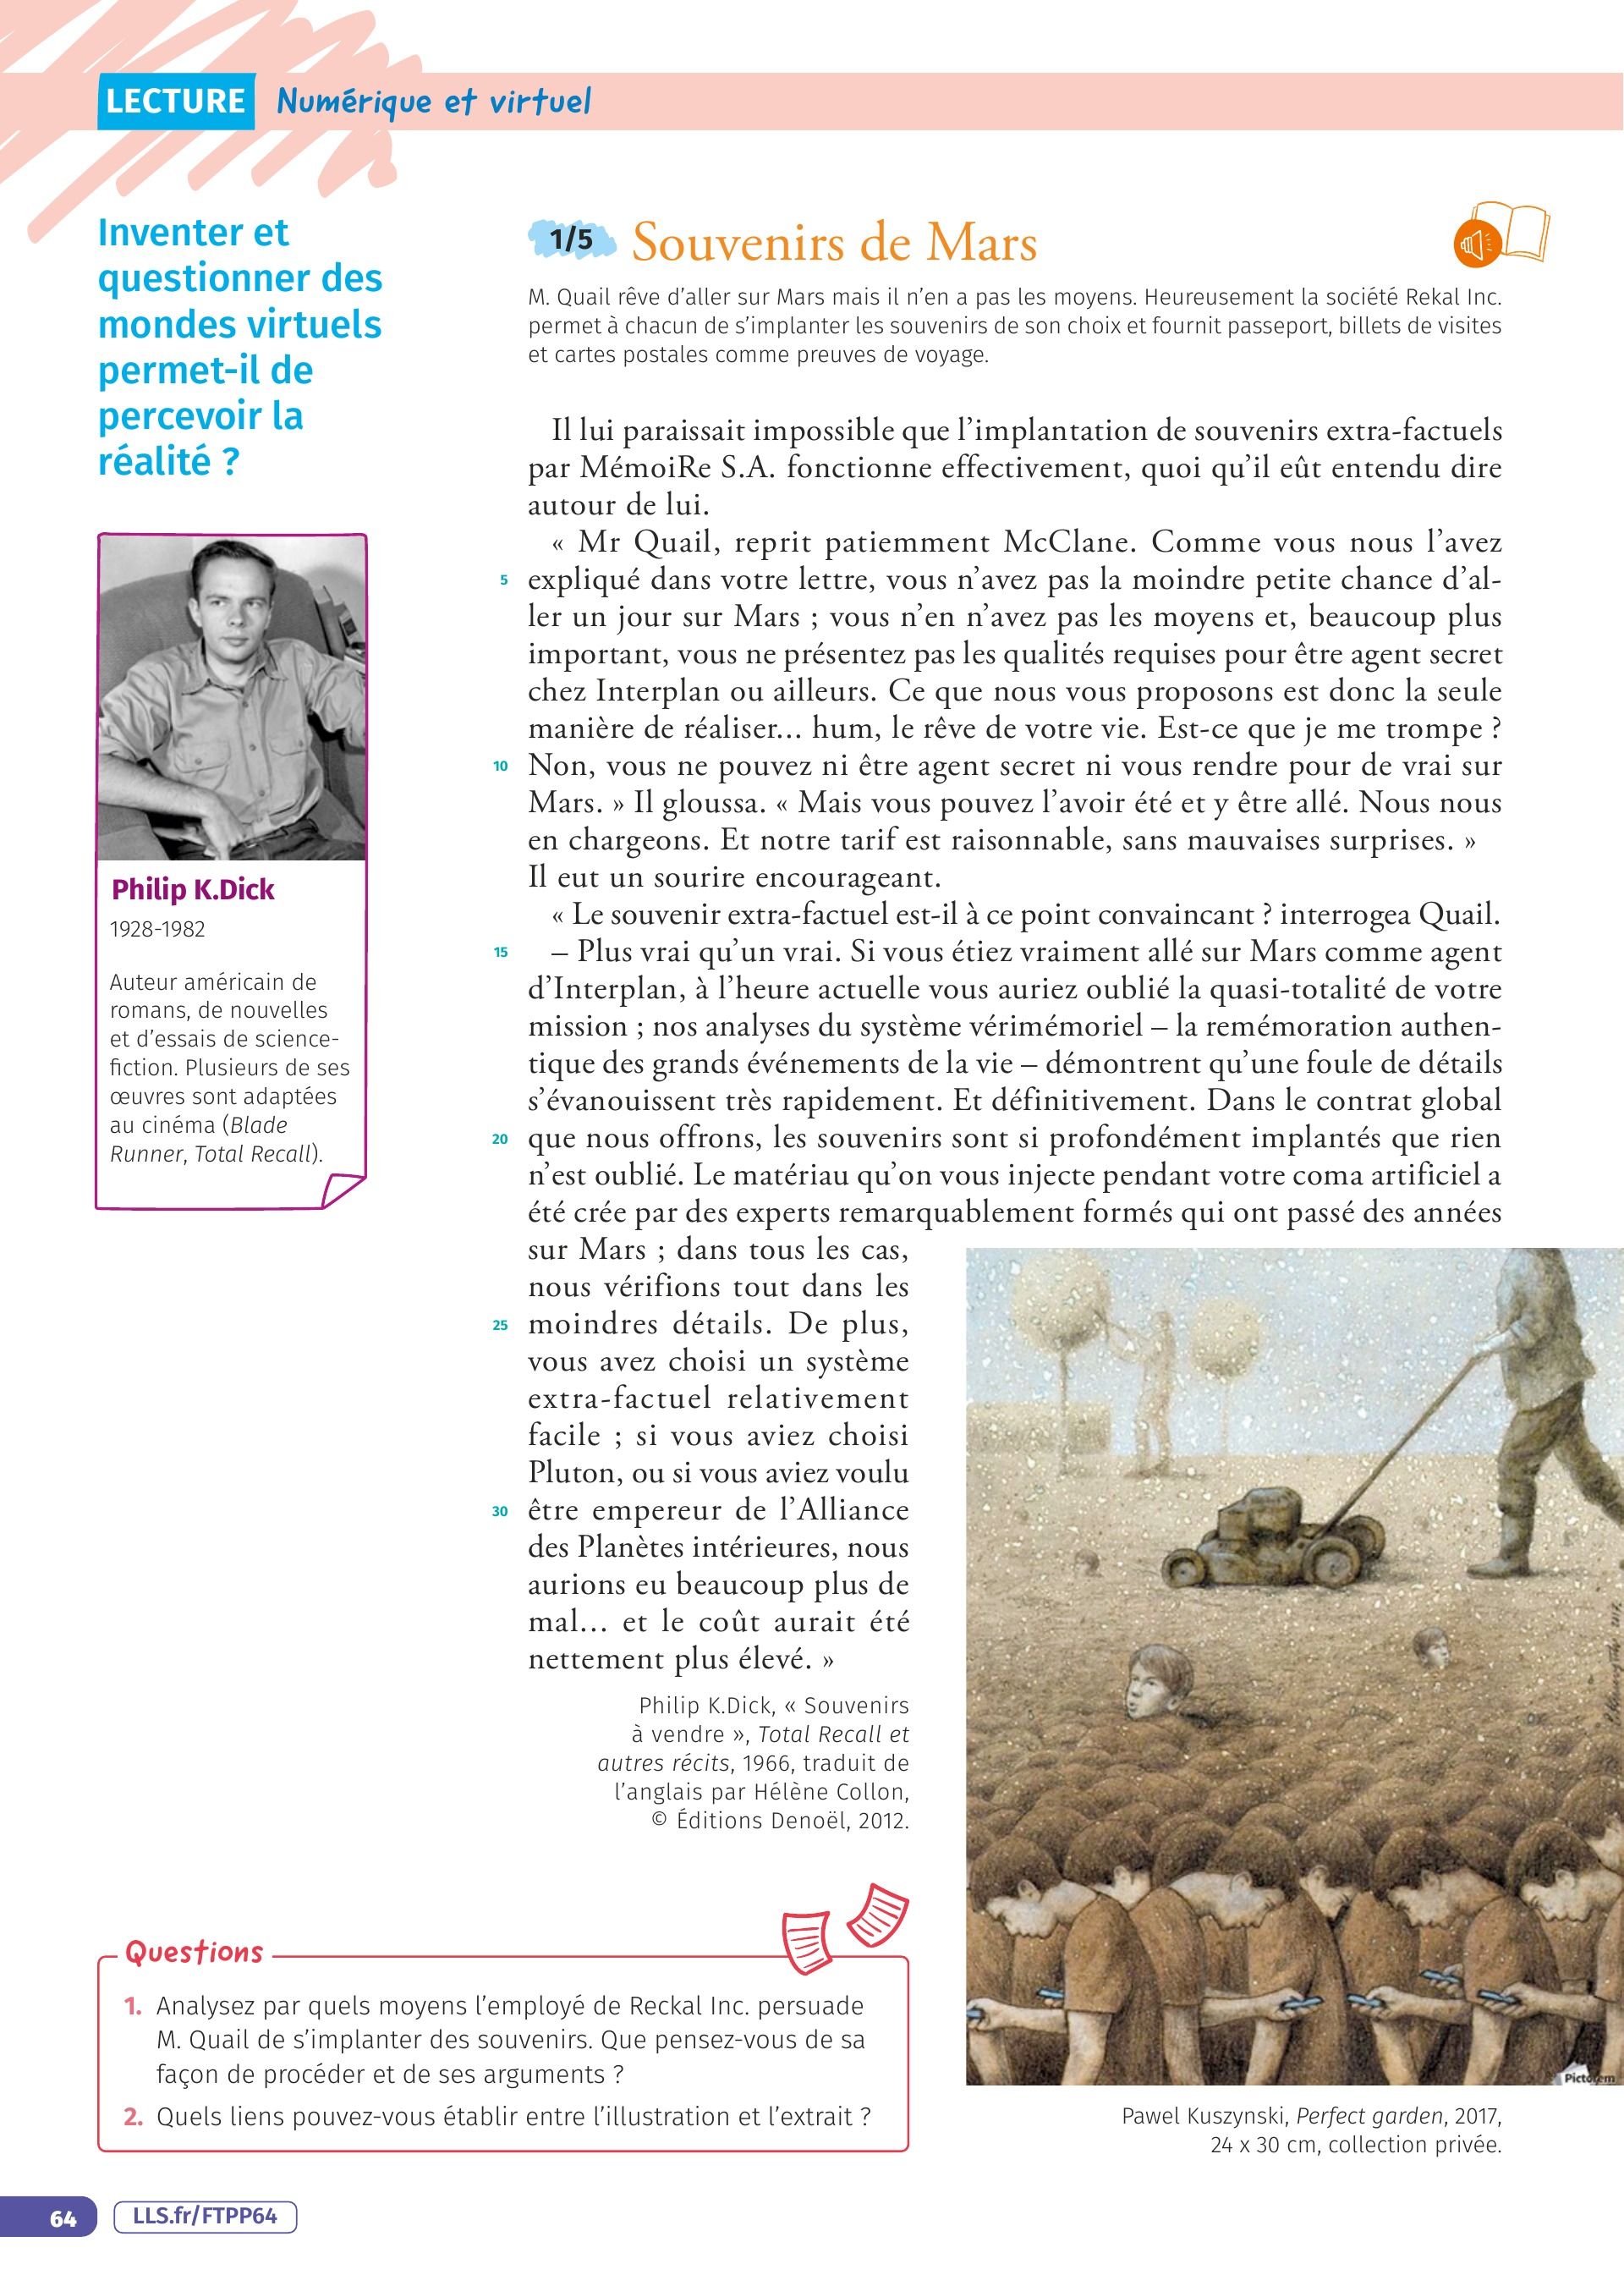 LECTURE Numérique et virtuel
Inventer et
questionner des
mondes virtuels
permet-il de
percevoir la
réalité ?
Philip K.Dick
1928-1982
Auteur américain de
romans, de nouvelles
et d'essais de science-
fiction. Plusieurs de ses
œuvres sont adaptées
au cinéma (Blade
Runner, Total Recall).
1/5 Souvenirs de Mars
M. Quail rêve d'aller sur Mars mais il n'en a pas les moyens. Heureusement la société Rekal Inc.
permet à chacun de s'implanter les souvenirs de son choix et fournit passeport, billets de visites
et cartes postales comme preuves de voyage.
Il lui paraissait impossible que l'implantation de souvenirs extra-factuels
par MémoiRe S.A. fonctionne effectivement, quoi qu'il eût entendu dire
autour de lui.
« Mr Quail, reprit patiemment McClane. Comme vous nous l'avez
5 expliqué dans votre lettre, vous n'avez pas la moindre petite chance d'al-
ler un jour sur Mars ; vous n'en n'avez pas les moyens et, beaucoup plus
important, vous ne présentez pas les qualités requises pour être agent secret
chez Interplan ou ailleurs. Ce que nous vous proposons est donc la seule
manière de réaliser... hum, le rêve de votre vie. Est-ce que je me trompe ?
10 Non, vous ne pouvez ni être agent secret ni vous rendre pour de vrai sur
Mars. » Il gloussa. « Mais vous pouvez l'avoir été et y être allé. Nous nous
en chargeons. Et notre tarif est raisonnable, sans mauvaises surprises. »
Il eut un sourire encourageant.
« Le souvenir extra-factuel est-il à ce point convaincant ? interrogea Quail.
15 – Plus vrai qu'un vrai. Si vous étiez vraiment allé sur Mars comme agent
d'Interplan, à l'heure actuelle vous auriez oublié la quasi-totalité de votre
mission ; nos analyses du système vérimémoriel – la remémoration authen-
tique des grands événements de la vie – démontrent qu'une foule de détails
s'évanouissent très rapidement. Et définitivement. Dans le contrat global
20 que nous offrons, les souvenirs sont si profondément implantés que rien
n'est oublié. Le matériau qu'on vous injecte pendant votre coma artificiel a
été crée par des experts remarquablement formés qui ont passé des années
sur Mars ; dans tous les cas,
nous vérifions tout dans les
25 moindres détails. De plus,
vous avez choisi un système
extra-factuel relativement
facile ; si vous aviez choisi
Pluton, ou si vous aviez voulu
30 être empereur de l'Alliance
des Planètes intérieures, nous
aurions eu beaucoup plus de
mal... et le coût aurait été
nettement plus élevé. »
Philip K.Dick, « Souvenirs
à vendre », Total Recall et
autres récits, 1966, traduit de
l'anglais par Hélène Collon,
© Éditions Denoël, 2012.
Pictorem
Pawel Kuszynski, Perfect garden, 2017,
24 x 30 cm, collection privée.
Questions
1. Analysez par quels moyens l'employé de Reckal Inc. persuade
M. Quail de s'implanter des souvenirs. Que pensez-vous de sa
façon de procéder et de ses arguments ?
2. Quels liens pouvez-vous établir entre l'illustration et l'extrait ?
64 LLS.fr/FTPP64